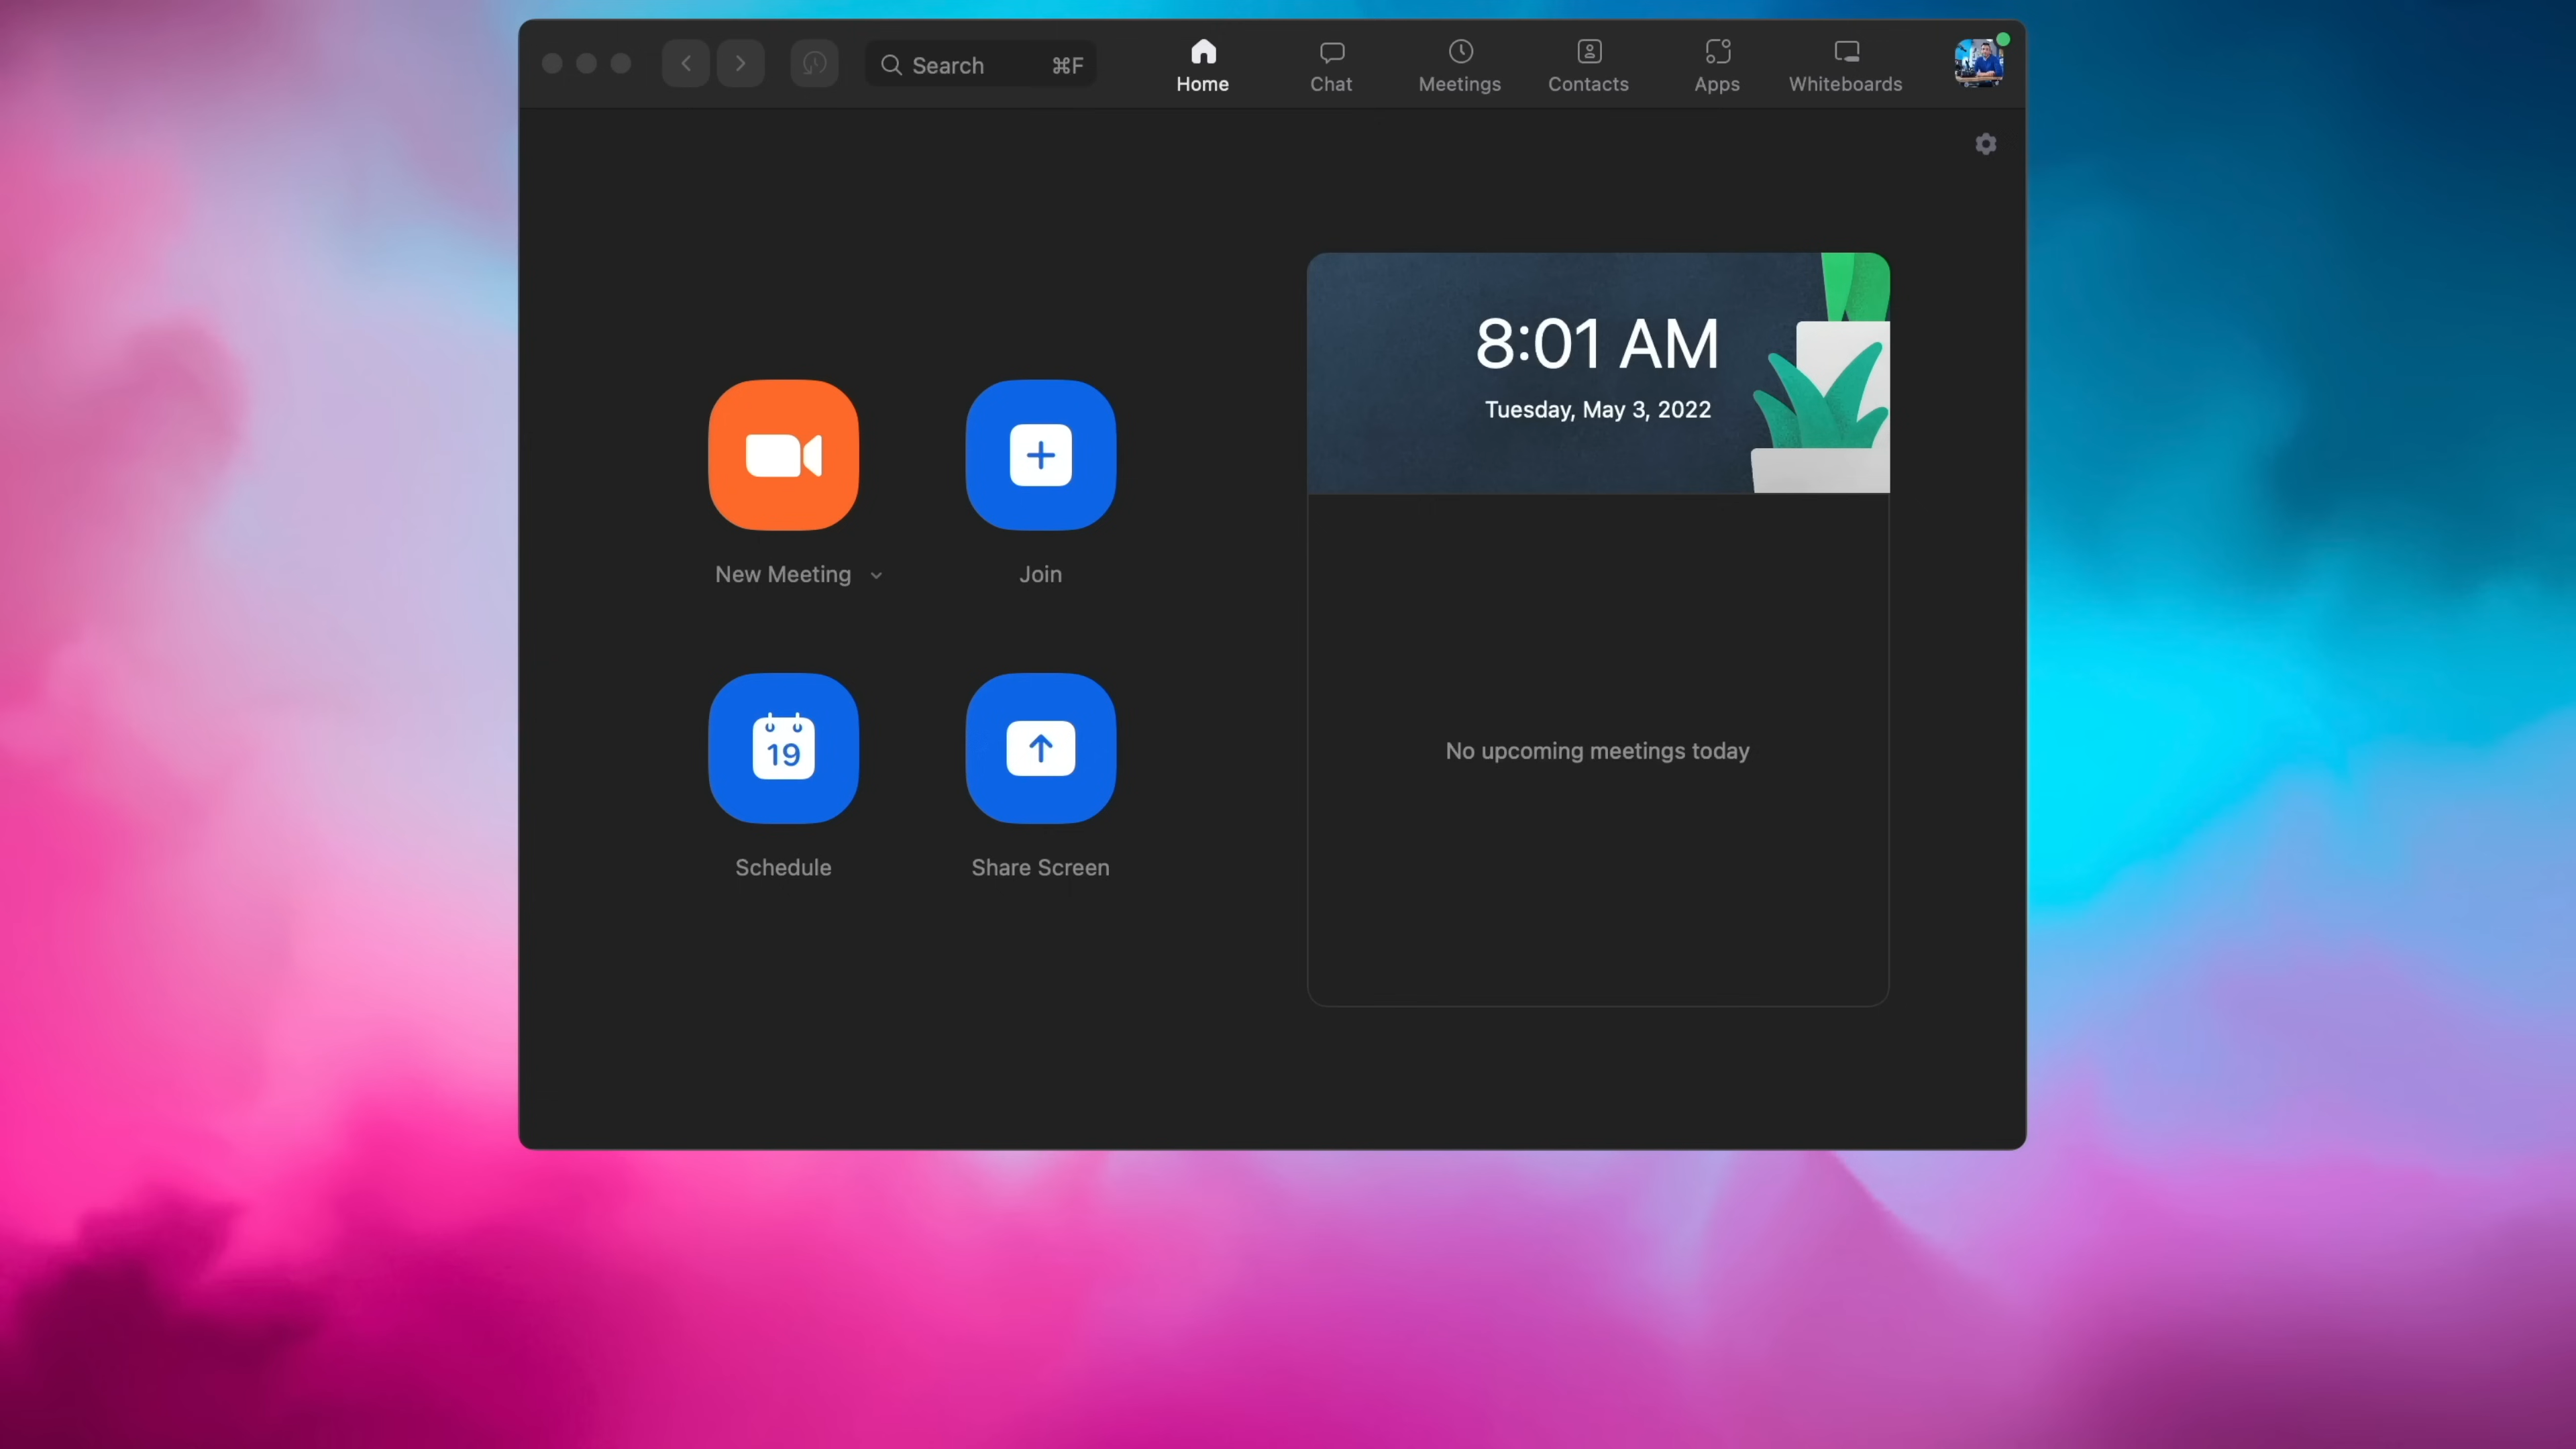 Search ⌘F
Home
Chat
Meetings
Contacts
Apps
Whiteboards
8:01 AM
Tuesday, May 3, 2022
New Meeting
Join
19
Schedule
Share Screen
No upcoming meetings today